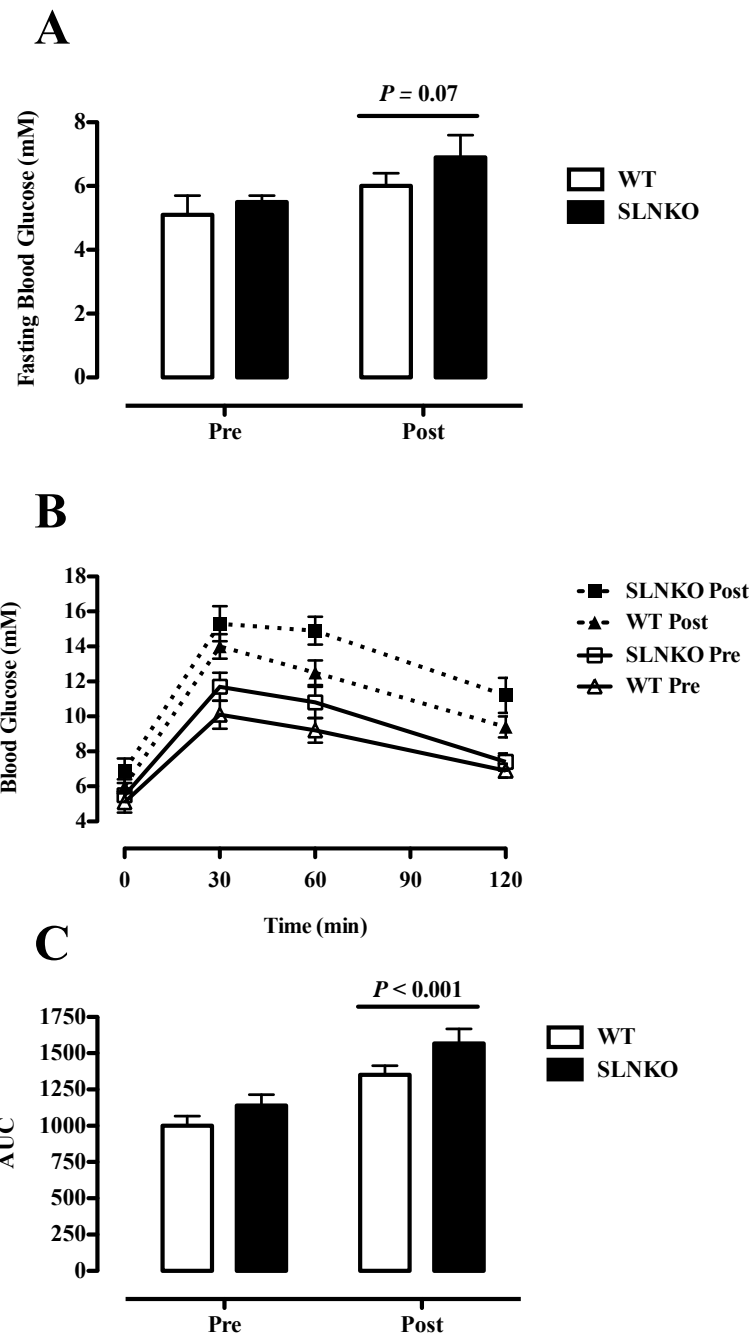 A
P = 0.07
Fasting Blood Glucose (mM)
8
6
4
2
0
Pre
Post
WT
SLNKO
B
Blood Glucose (mM)
18
16
14
12
10
8
6
4
0
30
60
90
120
Time (min)
SLNKO Post
WT Post
SLNKO Pre
WT Pre
C
P < 0.001
AUC
1750
1500
1250
1000
750
500
250
0
Pre
Post
WT
SLNKO